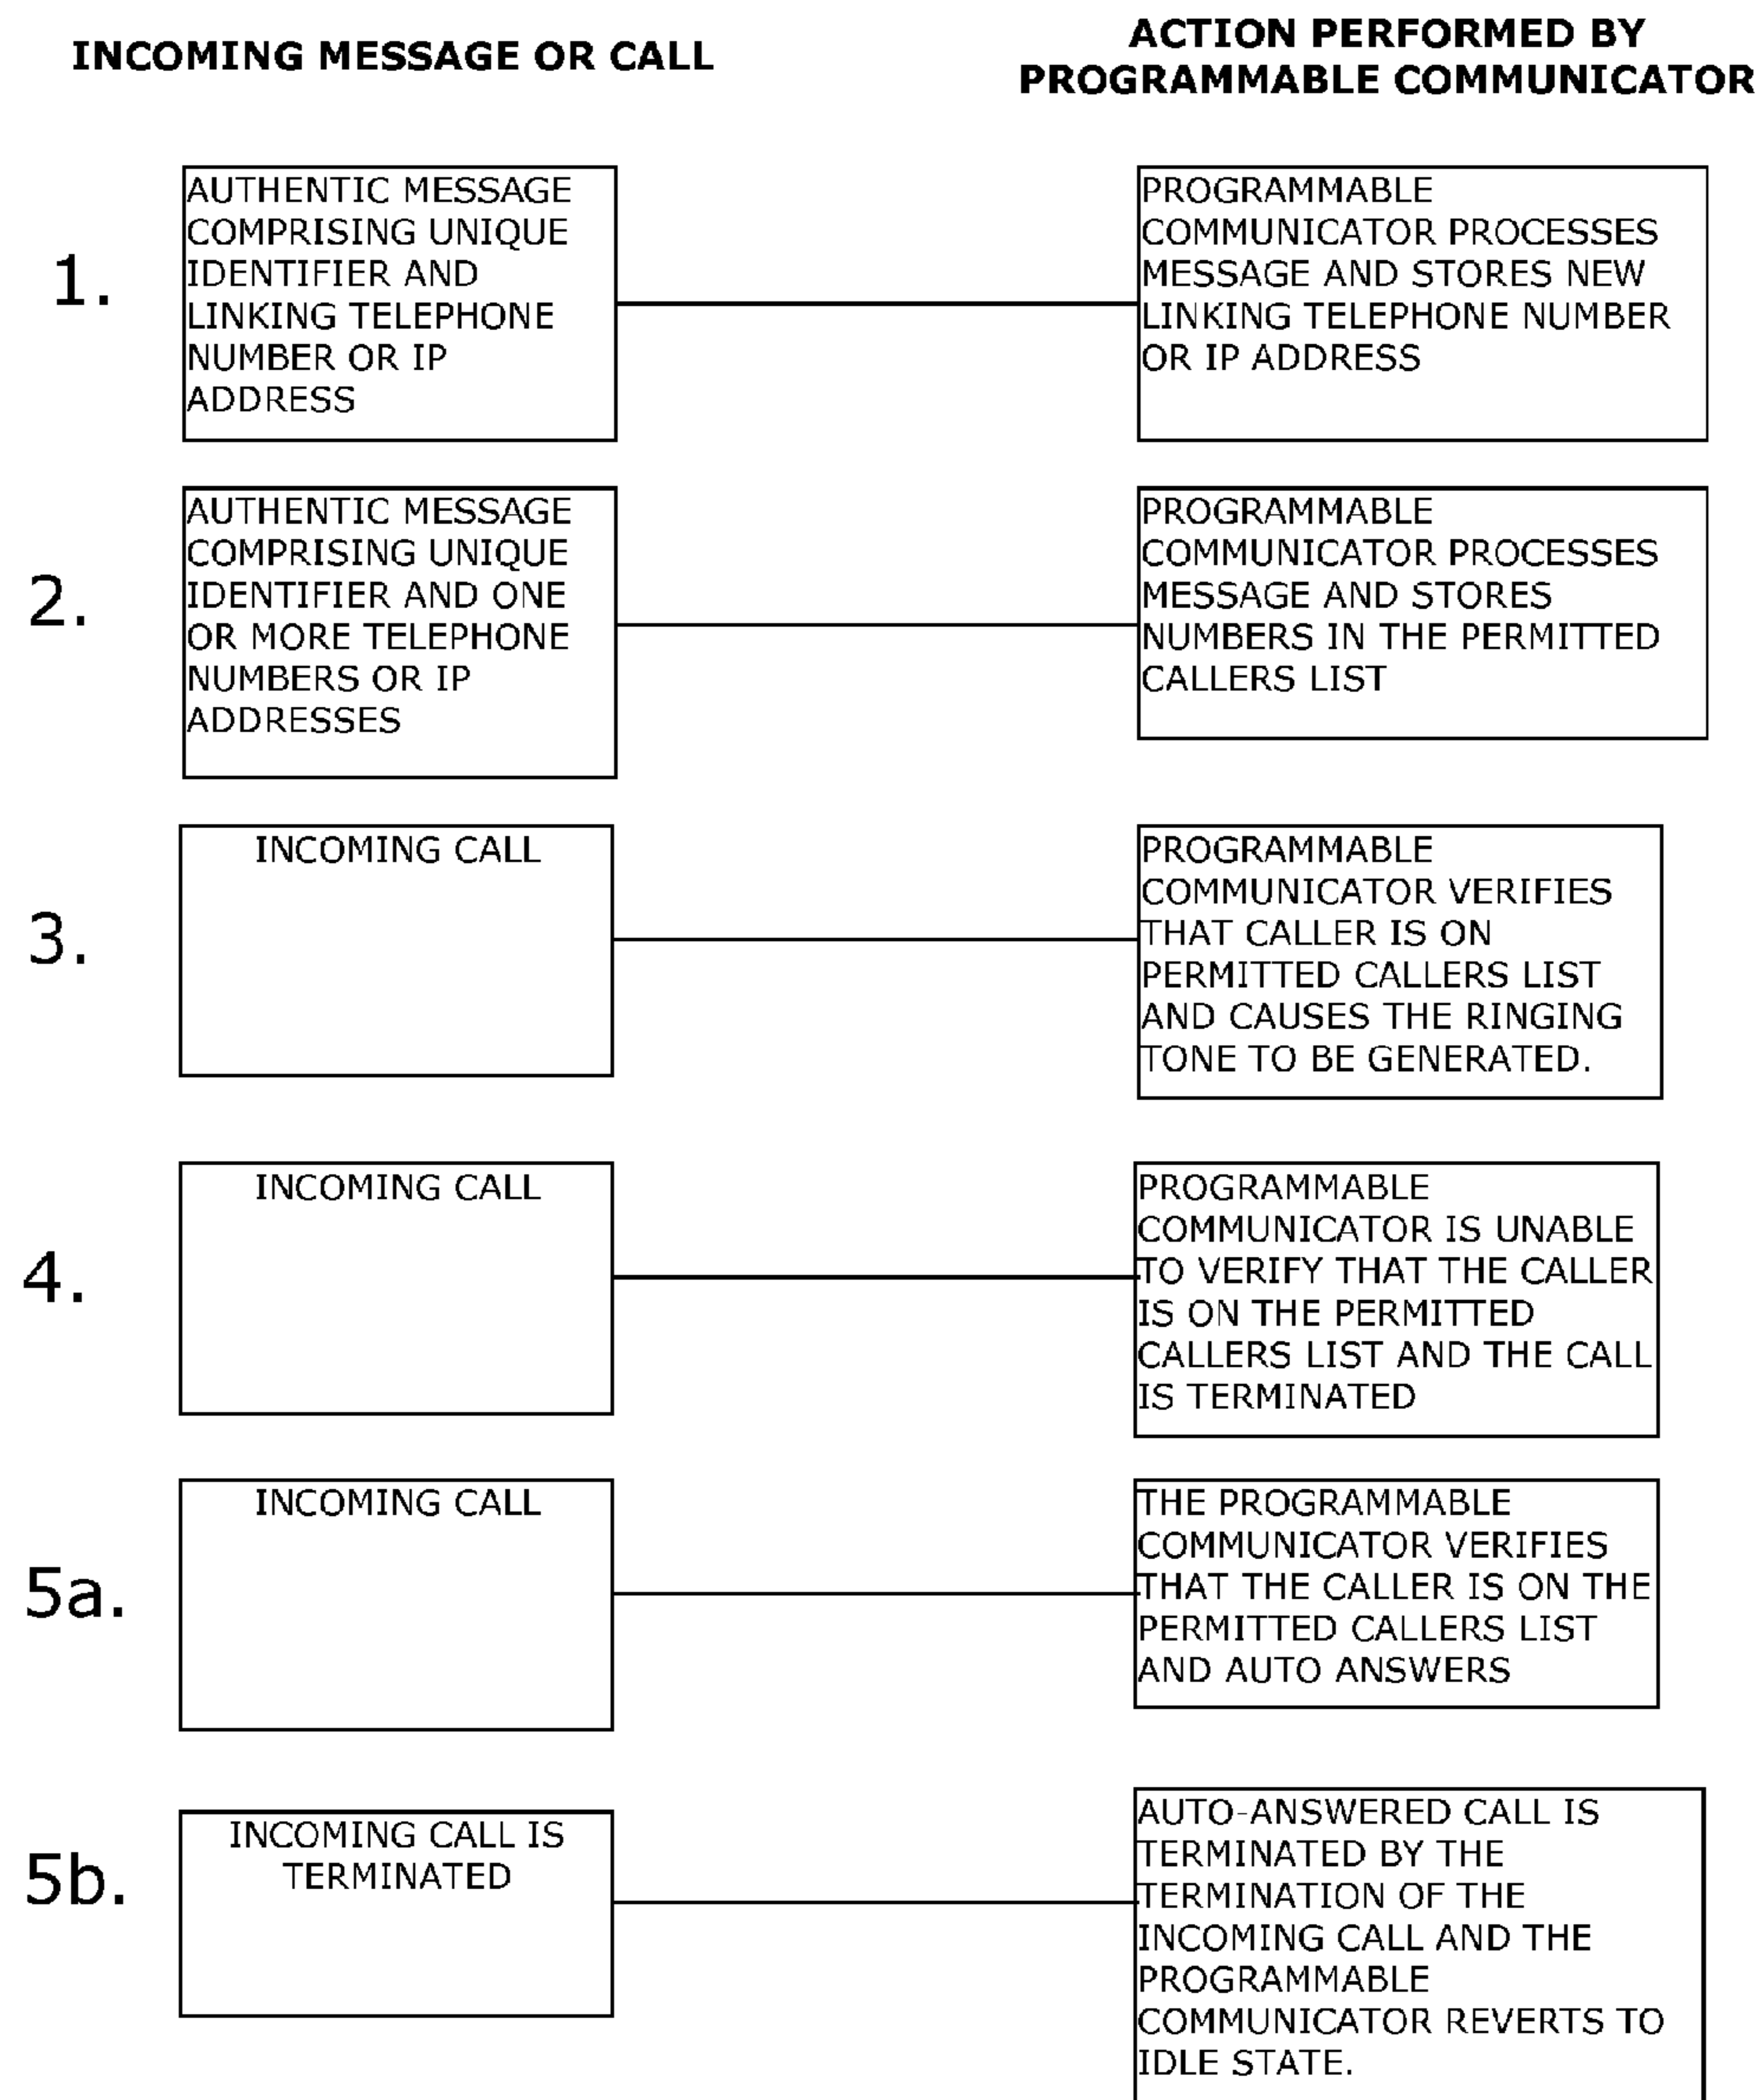 INCOMING MESSAGE OR CALL
ACTION PERFORMED BY
PROGRAMMABLE COMMUNICATOR
1.
AUTHENTIC MESSAGE
COMPRISING UNIQUE
IDENTIFIER AND
LINKING TELEPHONE
NUMBER OR IP
ADDRESS
PROGRAMMABLE
COMMUNICATOR PROCESSES
MESSAGE AND STORES NEW
LINKING TELEPHONE NUMBER
OR IP ADDRESS
2.
AUTHENTIC MESSAGE
COMPRISING UNIQUE
IDENTIFIER AND ONE
OR MORE TELEPHONE
NUMBERS OR IP
ADDRESSES
PROGRAMMABLE
COMMUNICATOR PROCESSES
MESSAGE AND STORES
NUMBERS IN THE PERMITTED
CALLERS LIST
3.
INCOMING CALL
PROGRAMMABLE
COMMUNICATOR VERIFIES
THAT CALLER IS ON
PERMITTED CALLERS LIST
AND CAUSES THE RINGING
TONE TO BE GENERATED.
4.
INCOMING CALL
PROGRAMMABLE
COMMUNICATOR IS UNABLE
TO VERIFY THAT THE CALLER
IS ON THE PERMITTED
CALLERS LIST AND THE CALL
IS TERMINATED
5a.
INCOMING CALL
THE PROGRAMMABLE
COMMUNICATOR VERIFIES
THAT THE CALLER IS ON THE
PERMITTED CALLERS LIST
AND AUTO ANSWERS
5b.
INCOMING CALL IS
TERMINATED
AUTO-ANSWERED CALL IS
TERMINATED BY THE
TERMINATION OF THE
INCOMING CALL AND THE
PROGRAMMABLE
COMMUNICATOR REVERTS TO
IDLE STATE.